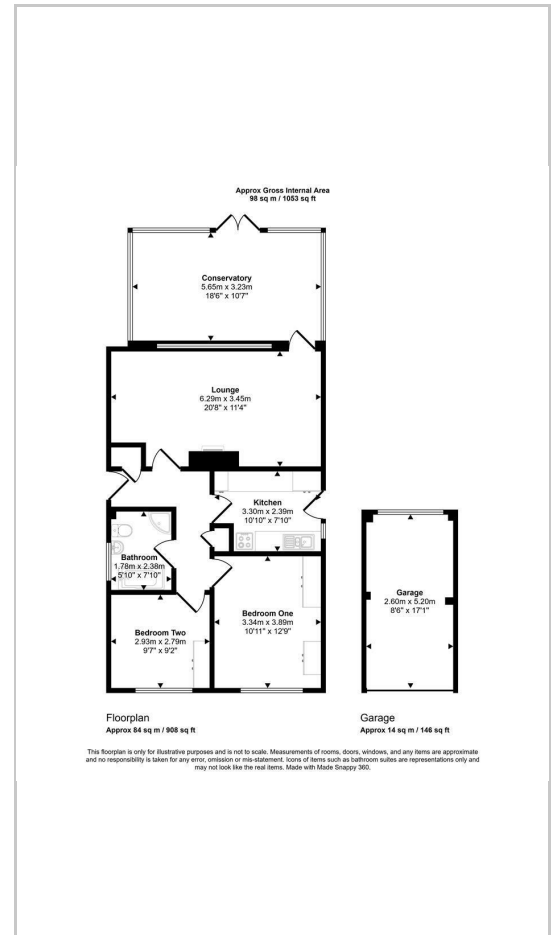 Approx Gross Internal Area
98 sq m / 1053 sq ft
Conservatory
5.65m x 3.23m
18'6" x 10'7"
Lounge
6.29m x 3.45m
20'8" x 11'4"
Kitchen
3.30m x 2.39m
10'10" x 7'10"
Bathroom
1.78m x 2.38m
5'10" x 7'10"
Garage
2.60m x 5.20m
8'6" x 17'1"
Bedroom One
3.34m x 3.89m
10'11" x 12'9"
Bedroom Two
2.93m x 2.79m
9'7" x 9'2"
Floorplan
Approx 84 sq m / 908 sq ft
Garage
Approx 14 sq m / 146 sq ft
This floorplan is only for illustrative purposes and is not to scale. Measurements of rooms, doors, windows, and any items are approximate
and no responsibility is taken for any error, omission or mis-statement. Icons of items such as bathroom suites are representations only and
may not look like the real items. Made with Made Snappy 360.